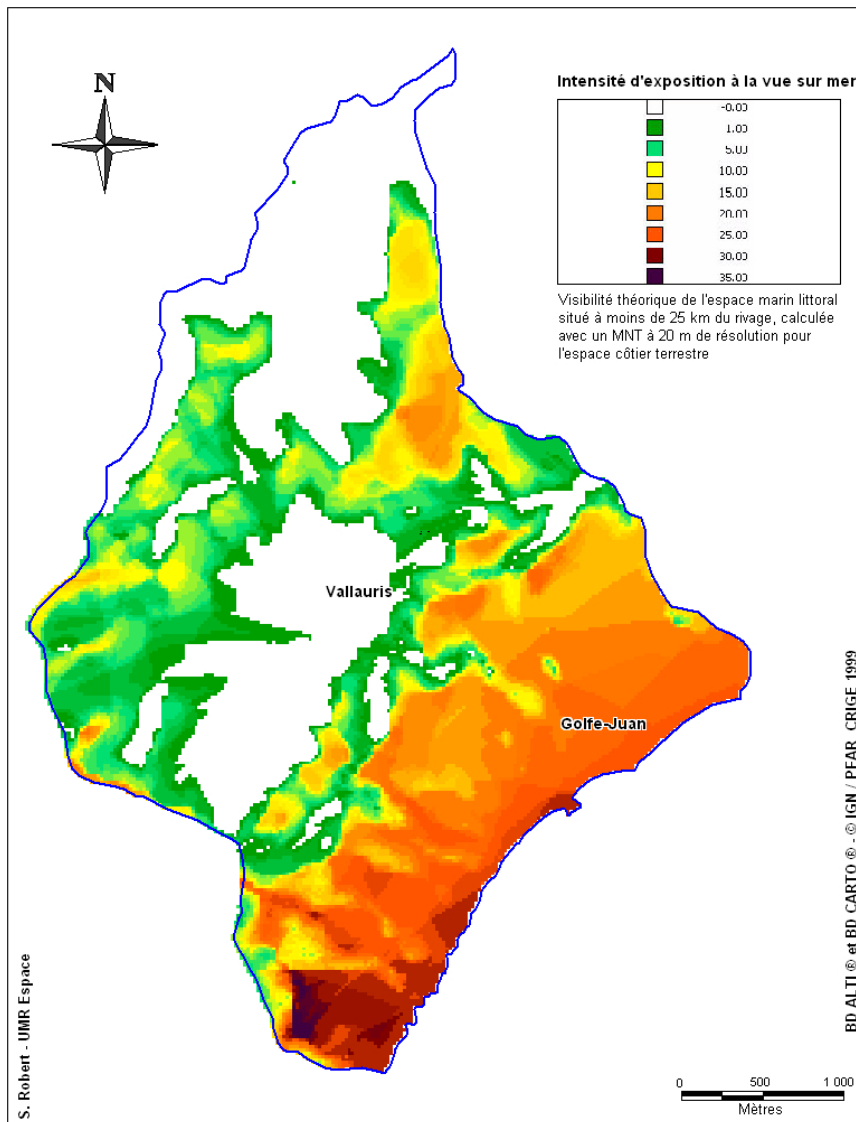 N
Intensité d'exposition à la vue sur mer
-0.00
1.00
5.00
10.00
15.00
20.00
25.00
30.00
35.00
Visibilité théorique de l'espace marin littoral
situé à moins de 25 km du rivage, calculée
avec un MNT à 20 m de résolution pour
l'espace côtier terrestre
Vallauris
Golfe-Juan
S. Robert - UMR Espace
BD ALTI ® et BD CARTO ® - © IGN / PFAR CRIGE 1999
0 500 1 000
Mètres